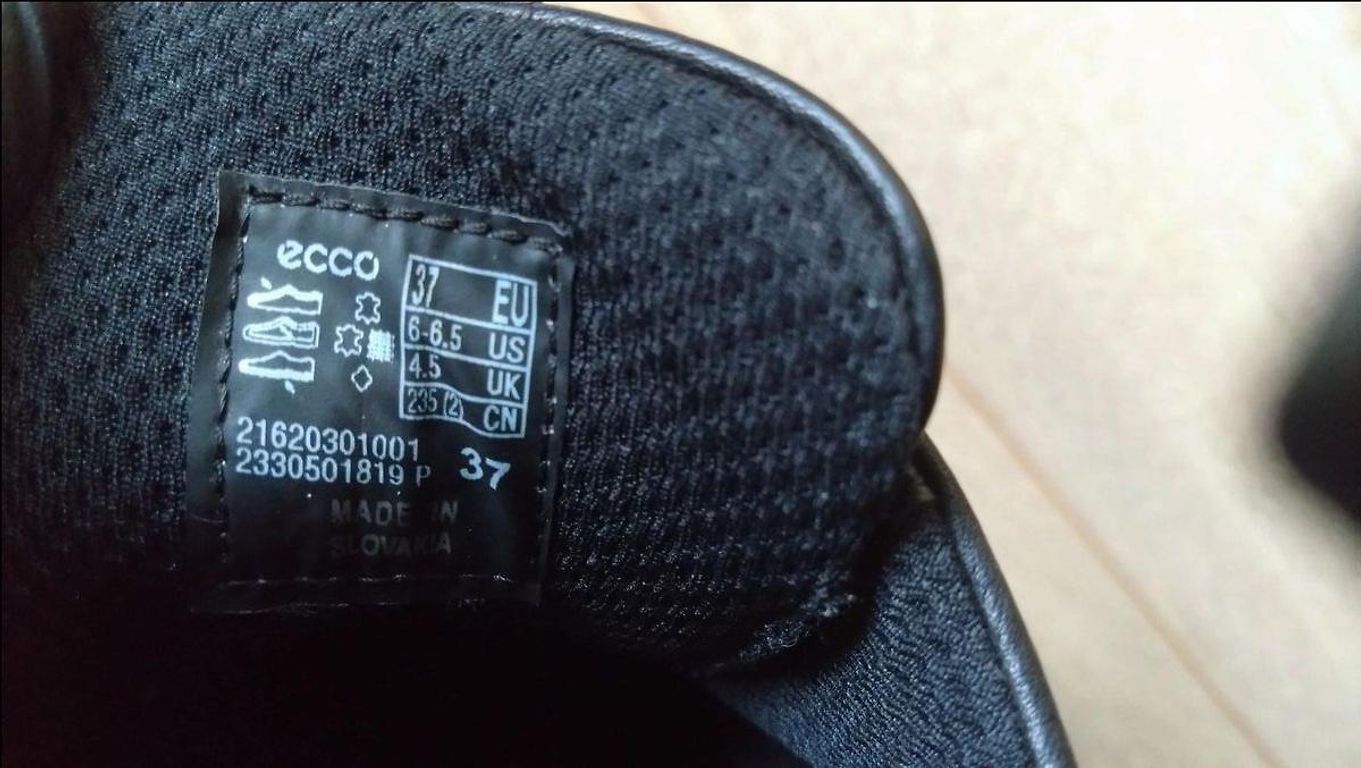 ecco
37 EU
6-6.5 US
4.5 UK
235 (2) CN
21620301001
2330501819 P 37
MADE IN
SLOVAKIA